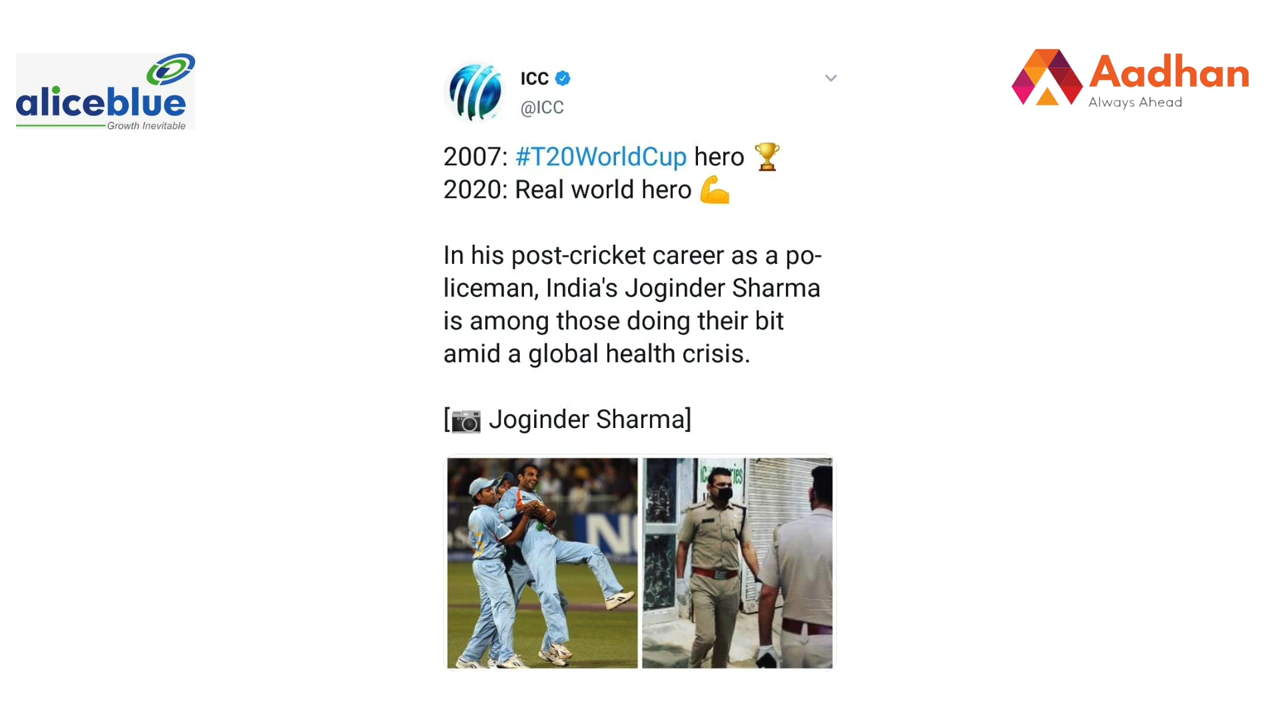 aliceblue
Growth Inevitable
Aadhan
Always Ahead
ICC
@ICC
2007: #T20WorldCup hero 🏆
2020: Real world hero 💪
In his post-cricket career as a po-
liceman, India's Joginder Sharma
is among those doing their bit
amid a global health crisis.
[📷 Joginder Sharma]